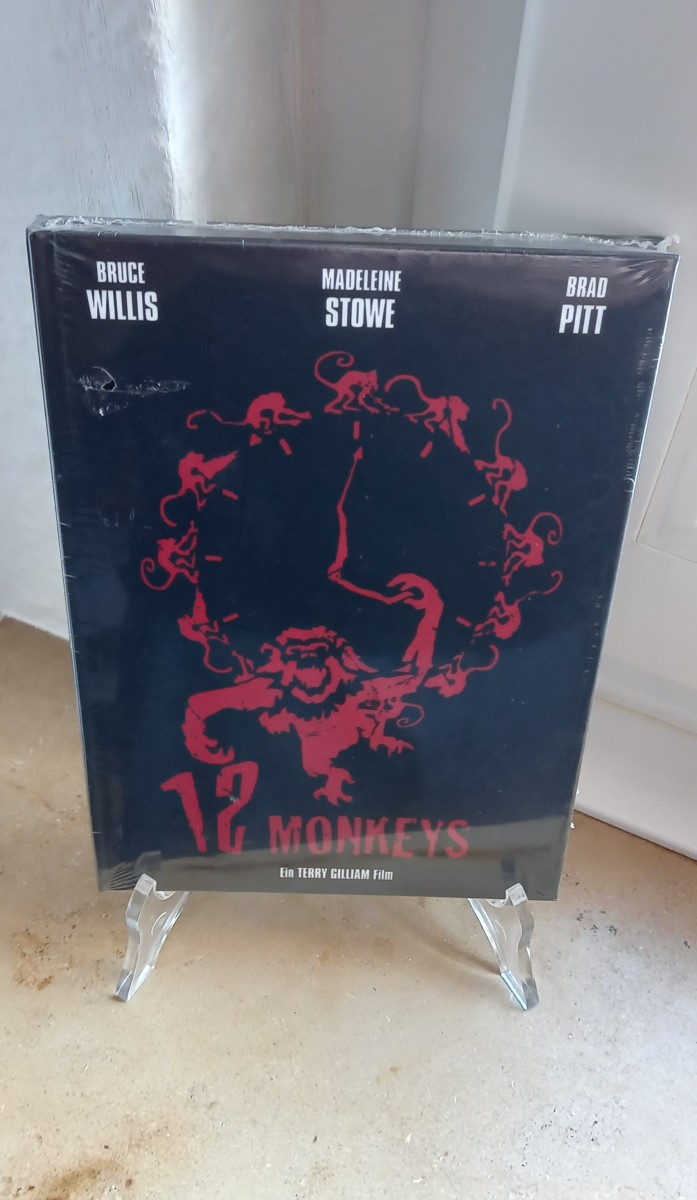 BRUCE
WILLIS
MADELEINE
STOWE
BRAD
PITT
12 MONKEYS
Ein TERRY GILLIAM Film